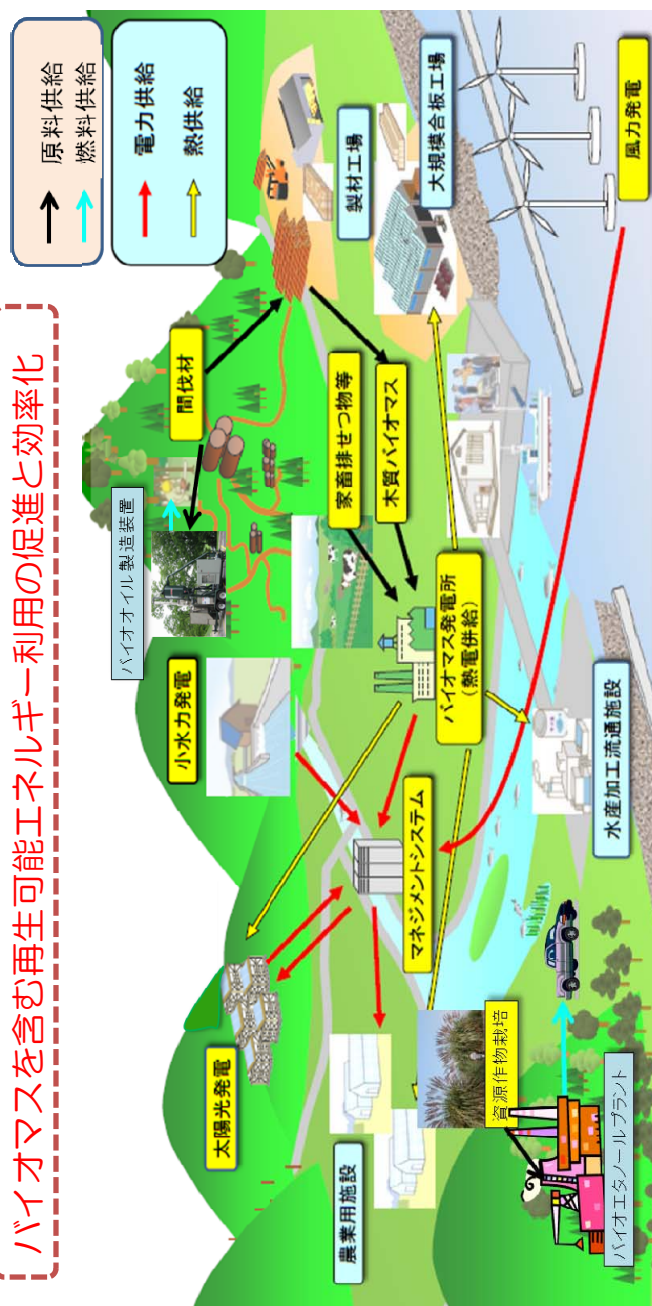 バイオマスを含む再生可能エネルギー利用の促進と効率化
原料供給
燃料供給
電力供給
熱供給
太陽光発電
小水力発電
バイオオイル製造装置
間伐材
製材工場
大規模合板工場
家畜排せつ物等
木質バイオマス
農業用施設
マネジメントシステム
バイオマス発電所
(熱電併給)
資源作物栽培
バイオエタノールプラント
水産加工流通施設
風力発電